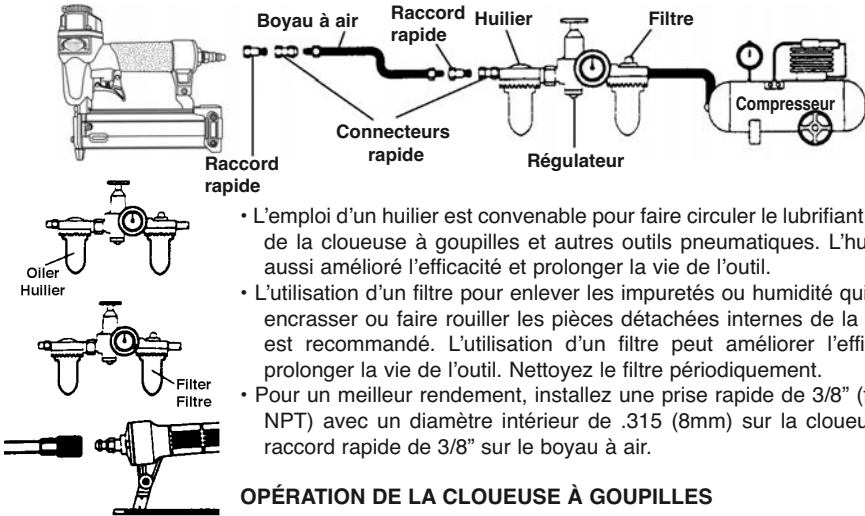 Boyau à air
Raccord
rapide
Huilier
Filtre
Compresseur
Connecteurs
rapide
Régulateur
Raccord
rapide
Oiler
Huilier
Filter
Filtre
• L’emploi d’un huilier est convenable pour faire circuler le lubrifiant
de la cloueuse à goupilles et autres outils pneumatiques. L’hu
aussi amélioré l’efficacité et prolonger la vie de l’outil.
• L’utilisation d’un filtre pour enlever les impuretés ou humidité qui
encrasser ou faire rouiller les pièces détachées internes de la
est recommandé. L’utilisation d’un filtre peut améliorer l’effi
prolonger la vie de l’outil. Nettoyez le filtre périodiquement.
• Pour un meilleur rendement, installez une prise rapide de 3/8” (
NPT) avec un diamètre intérieur de .315 (8mm) sur la cloueu
raccord rapide de 3/8” sur le boyau à air.
OPÉRATION DE LA CLOUEUSE À GOUPILLES